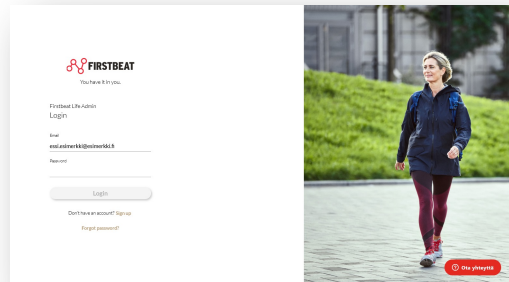 FIRSTBEAT
You have it in you.
Firstbeat Life Admin
Login
Email
essi.esimerkki@esimerkki.fi
Password
Login
Don't have an account? Sign up
Forgot password?
Ota yhteyttä